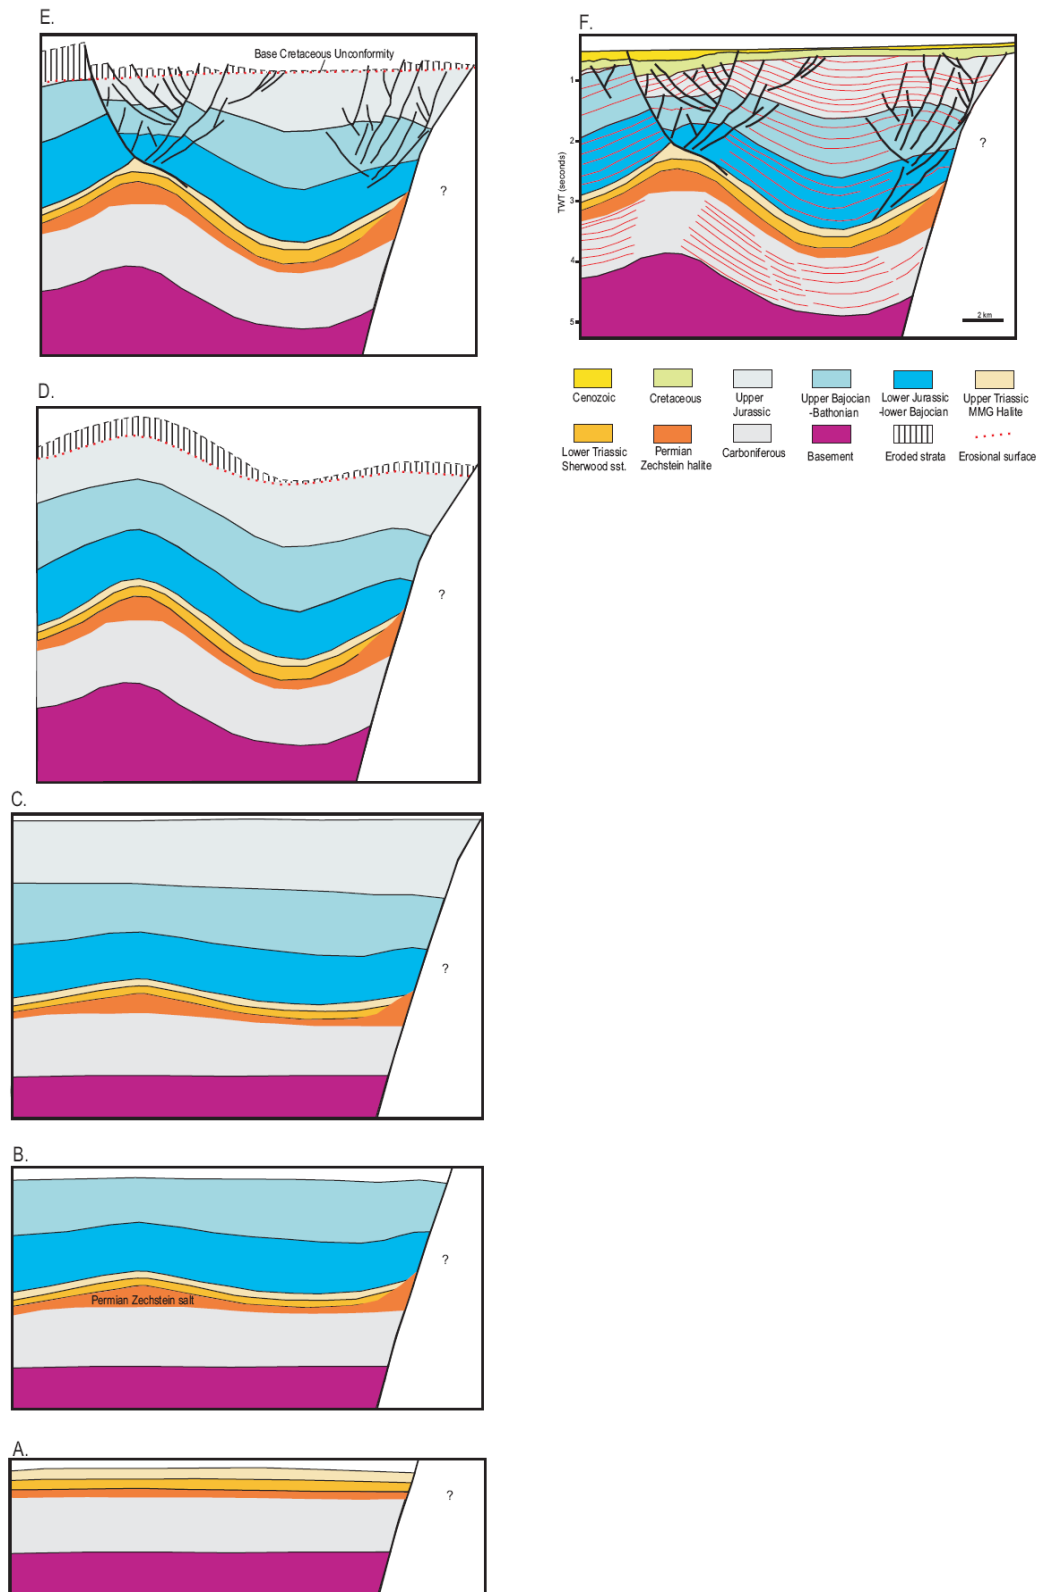 E.
Base Cretaceous Unconformity
?
F.
1
2
3
4
5
TWT (seconds)
?
2 km
Cenozoic
Cretaceous
Upper
Jurassic
Upper Bajocian
-Bathonian
Lower Jurassic
-lower Bajocian
Upper Triassic
MMG Halite
Lower Triassic
Sherwood sst.
Permian
Zechstein halite
Carboniferous
Basement
Eroded strata
Erosional surface
D.
?
C.
?
B.
Permian Zechstein salt
?
A.
?